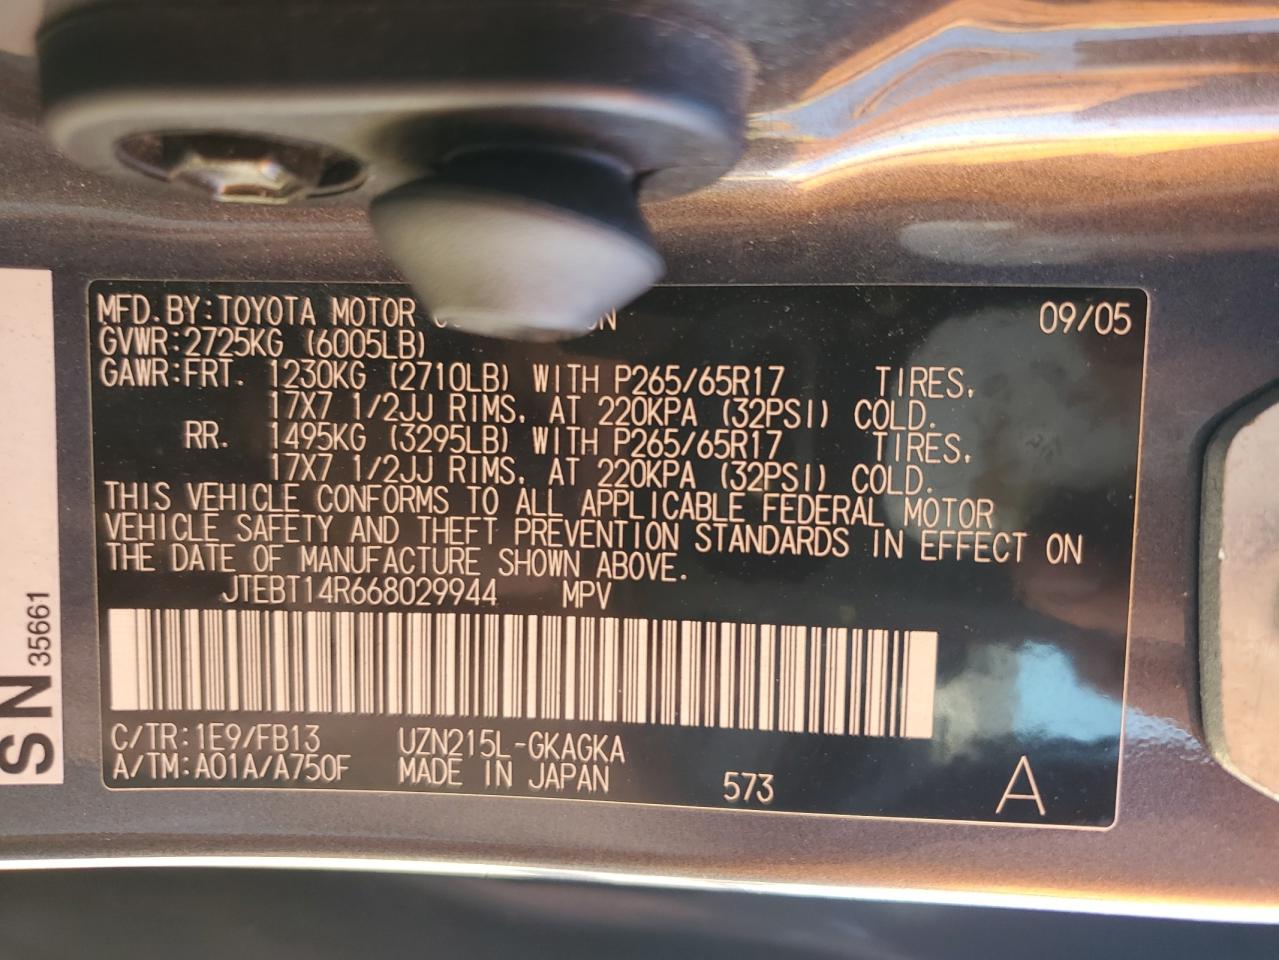 MFD. BY: TOYOTA MOTOR 09/05
GVWR: 2725KG (6005LB)
GAWR: FRT. 1230KG (2710LB) WITH P265/65R17 TIRES,
17X7 1/2JJ RIMS, AT 220KPA (32PSI) COLD.
RR. 1495KG (3295LB) WITH P265/65R17 TIRES,
17X7 1/2JJ RIMS, AT 220KPA (32PSI) COLD.
THIS VEHICLE CONFORMS TO ALL APPLICABLE FEDERAL MOTOR
VEHICLE SAFETY AND THEFT PREVENTION STANDARDS IN EFFECT ON
THE DATE OF MANUFACTURE SHOWN ABOVE.
JTEBT14R668029944 MPV
C/TR: 1E9/FB13 UZN215L-GKAGKA
A/TM: A01A/A750F MADE IN JAPAN 573 A
SN 35661